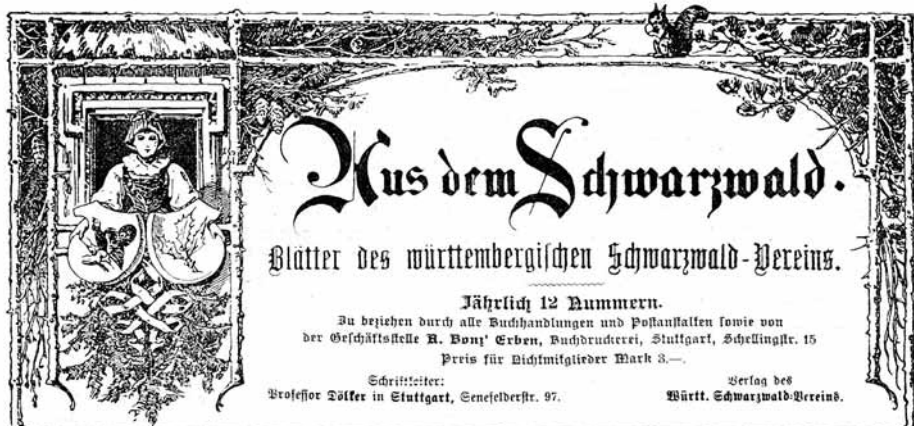 Aus dem Schwarzwald.
Blätter des württembergischen Schwarzwald-Vereins.
Jährlich 12 Nummern.
Zu beziehen durch alle Buchhandlungen und Postanstalten sowie von
der Geschäftsstelle A. Bonz' Erben, Buchdruckerei, Stuttgart, Schellingstr. 15
Preis für Nichtmitglieder Mark 3.—.
Schriftleiter:
Professor Dölker in Stuttgart, Senefelderstr. 97.
Verlag des
Württ. Schwarzwald-Vereins.